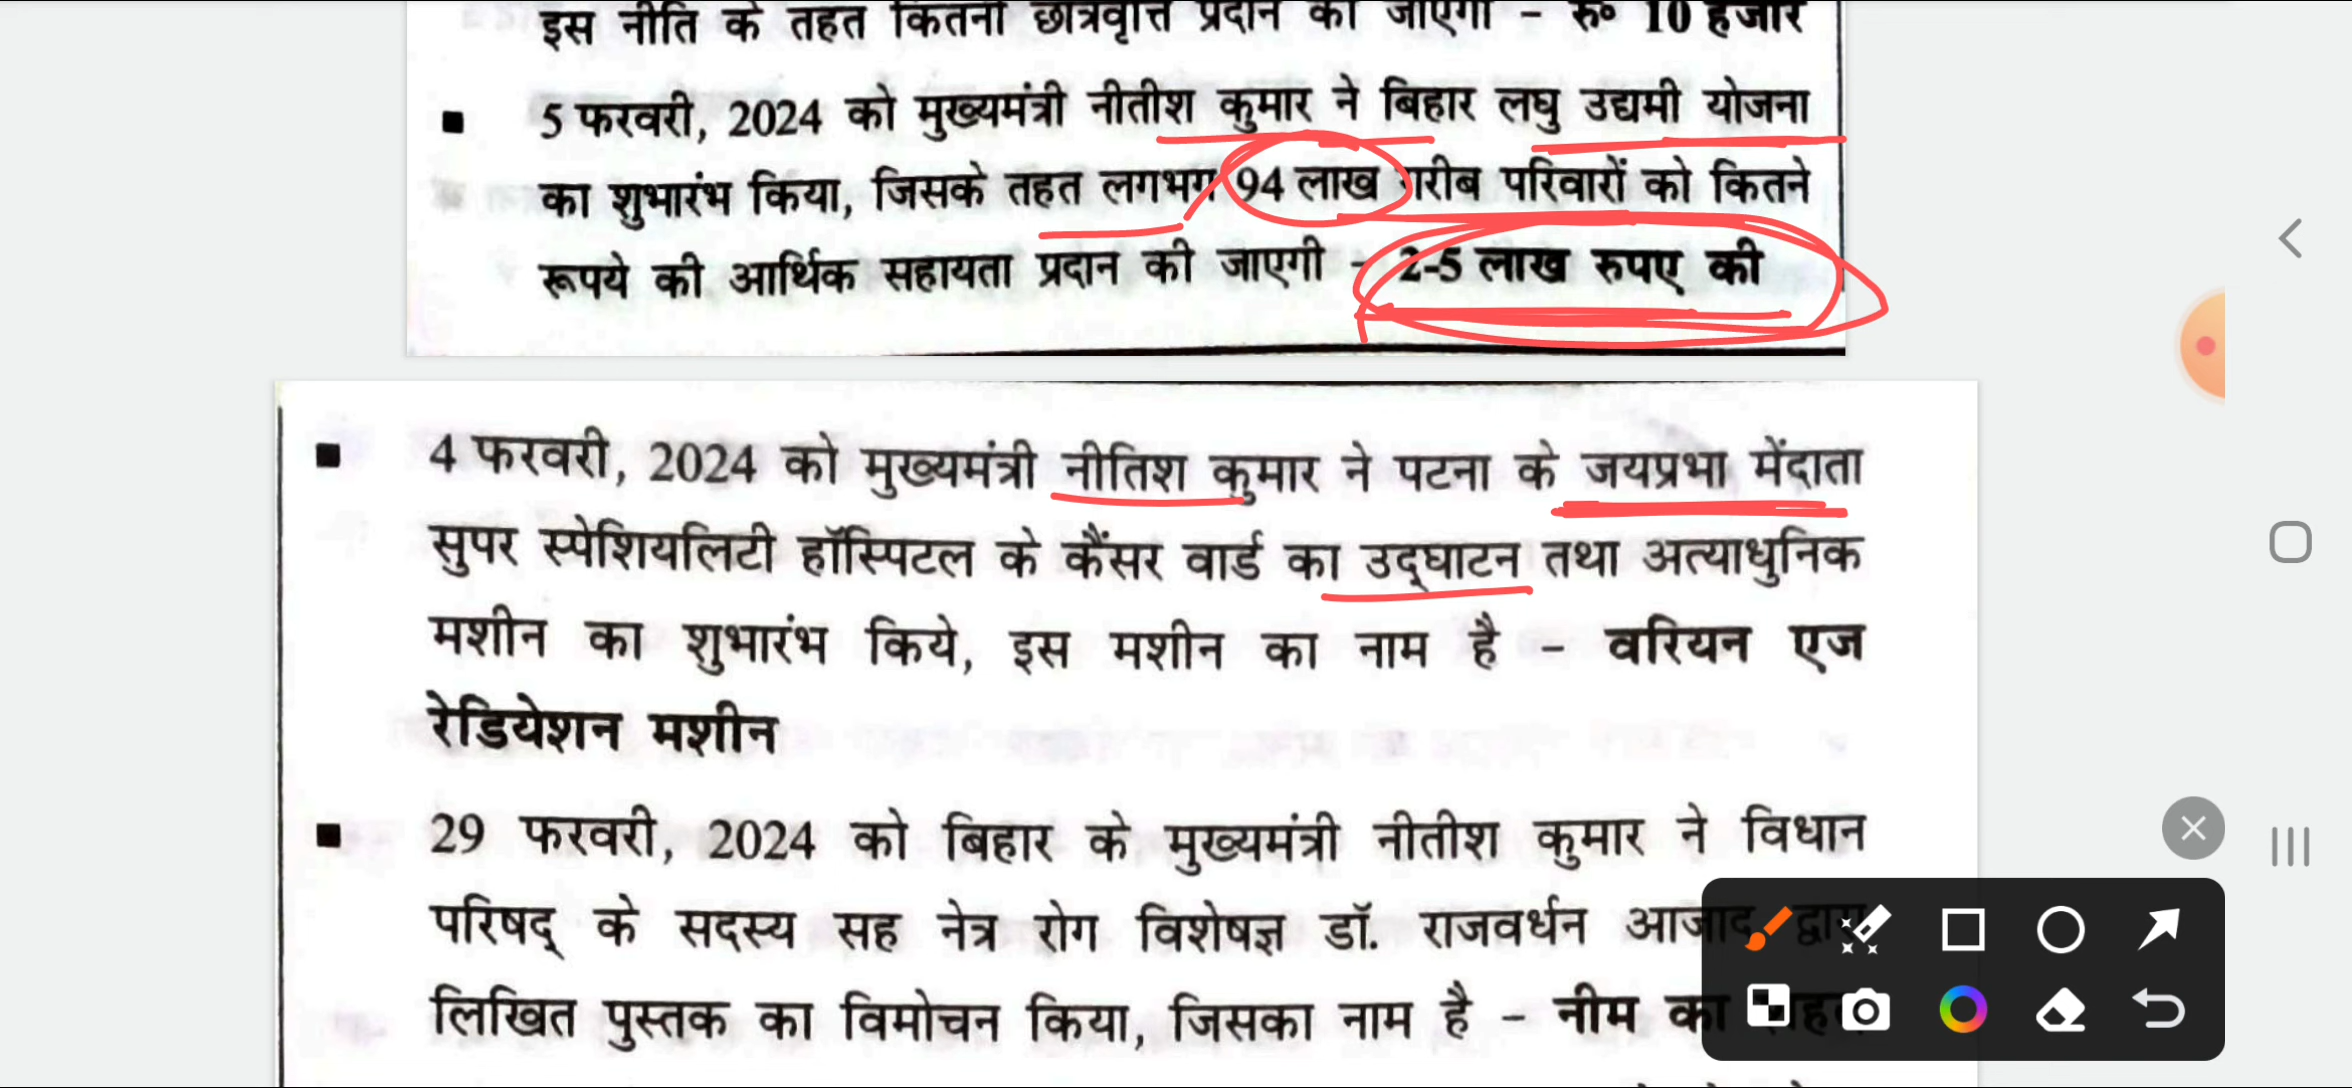 इस नीति के तहत कितनी छात्रवृत्ति प्रदान की जाएगी – रु० 10 हजार
■ 5 फरवरी, 2024 को मुख्यमंत्री नीतीश कुमार ने बिहार लघु उद्यमी योजना
का शुभारंभ किया, जिसके तहत लगभग 94 लाख गरीब परिवारों को कितने
रूपये की आर्थिक सहायता प्रदान की जाएगी - 2-5 लाख रुपए की
■ 4 फरवरी, 2024 को मुख्यमंत्री नीतिश कुमार ने पटना के जयप्रभा मेंदाता
सुपर स्पेशियलिटी हॉस्पिटल के कैंसर वार्ड का उद्घाटन तथा अत्याधुनिक
मशीन का शुभारंभ किये, इस मशीन का नाम है – वरियन एज
रेडियेशन मशीन
■ 29 फरवरी, 2024 को बिहार के मुख्यमंत्री नीतीश कुमार ने विधान
परिषद् के सदस्य सह नेत्र रोग विशेषज्ञ डॉ. राजवर्धन आजाद द्वारा
लिखित पुस्तक का विमोचन किया, जिसका नाम है – नीम का